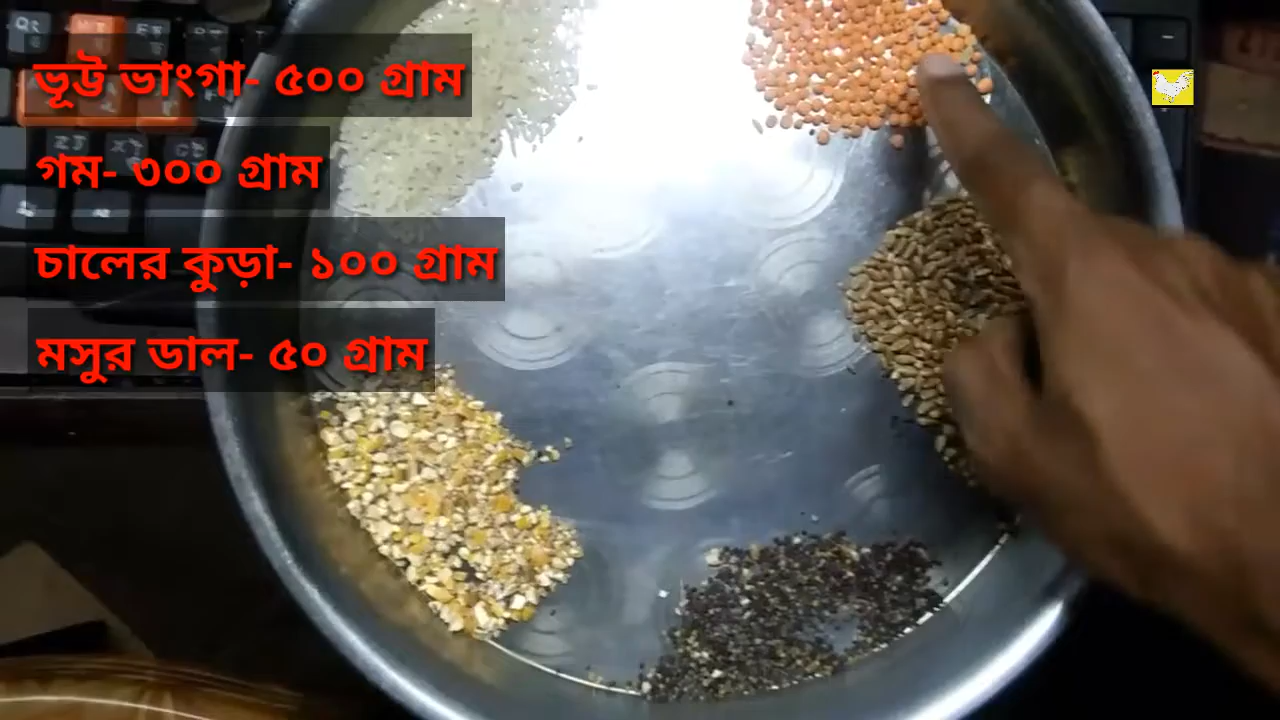 ভূট্ট ভাংগা- ৫০০ গ্রাম
গম- ৩০০ গ্রাম
চালের কুড়া- ১০০ গ্রাম
মসুর ডাল- ৫০ গ্রাম